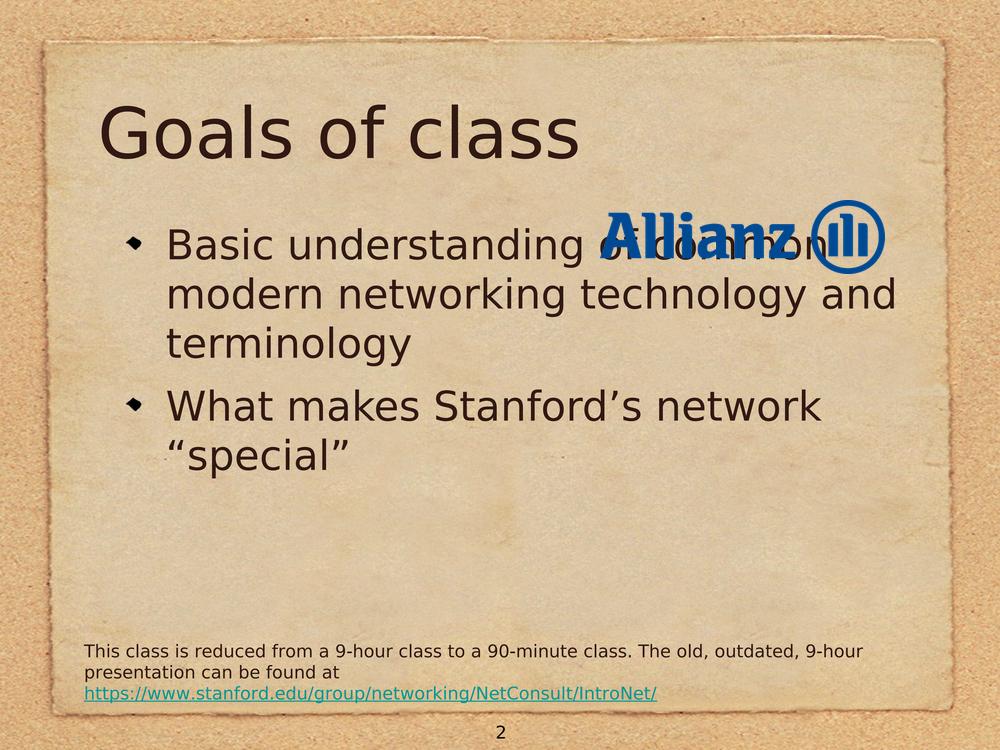 Goals of class
Basic understanding of common
Allianz
modern networking technology and
terminology
What makes Stanford’s network
“special”
This class is reduced from a 9-hour class to a 90-minute class. The old, outdated, 9-hour
presentation can be found at
https://www.stanford.edu/group/networking/NetConsult/IntroNet/
2